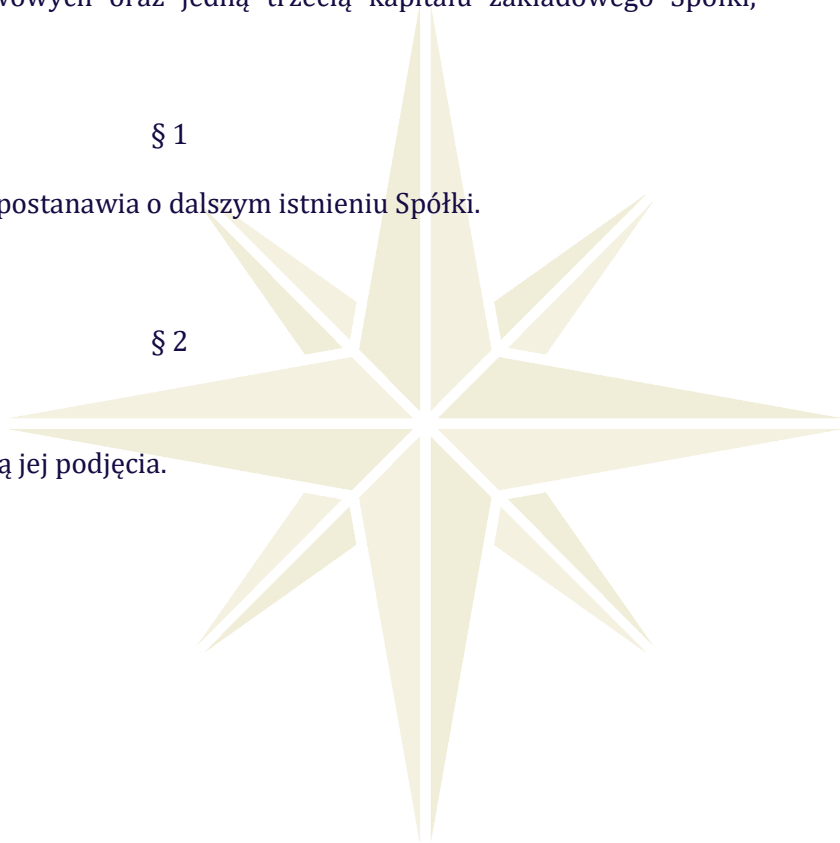 oraz jedną trzecią kapitału zakładowego Spółki,
§ 1
postanawia o dalszym istnieniu Spółki.
§ 2
jej podjęcia.